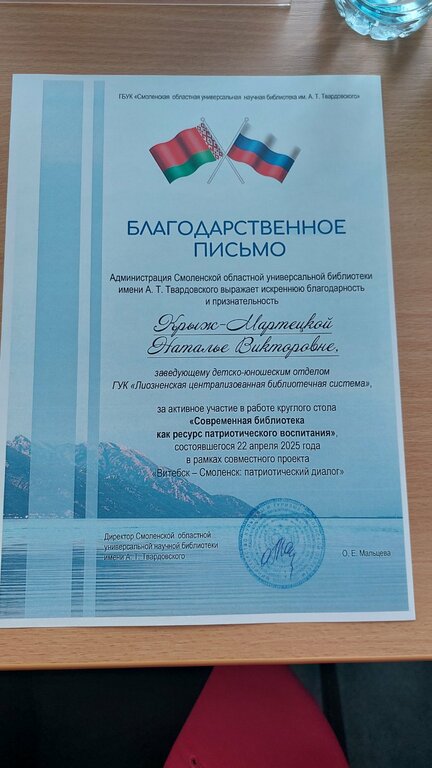 ГБУК «Смоленская областная универсальная научная библиотека им. А. Т. Твардовского»
БЛАГОДАРСТВЕННОЕ
ПИСЬМО
Администрация Смоленской областной универсальной библиотеки
имени А. Т. Твардовского выражает искреннюю благодарность
и признательность
Крыж-Мартецкой
Наталье Викторовне,
заведующему детско-юношеским отделом
ГУК «Лиозненская централизованная библиотечная система»,
за активное участие в работе круглого стола
«Современная библиотека
как ресурс патриотического воспитания»,
состоявшегося 22 апреля 2025 года
в рамках совместного проекта
«Витебск – Смоленск: патриотический диалог»
Директор Смоленской областной
универсальной научной библиотеки
имени А. Т. Твардовского
О. Е. Мальцева